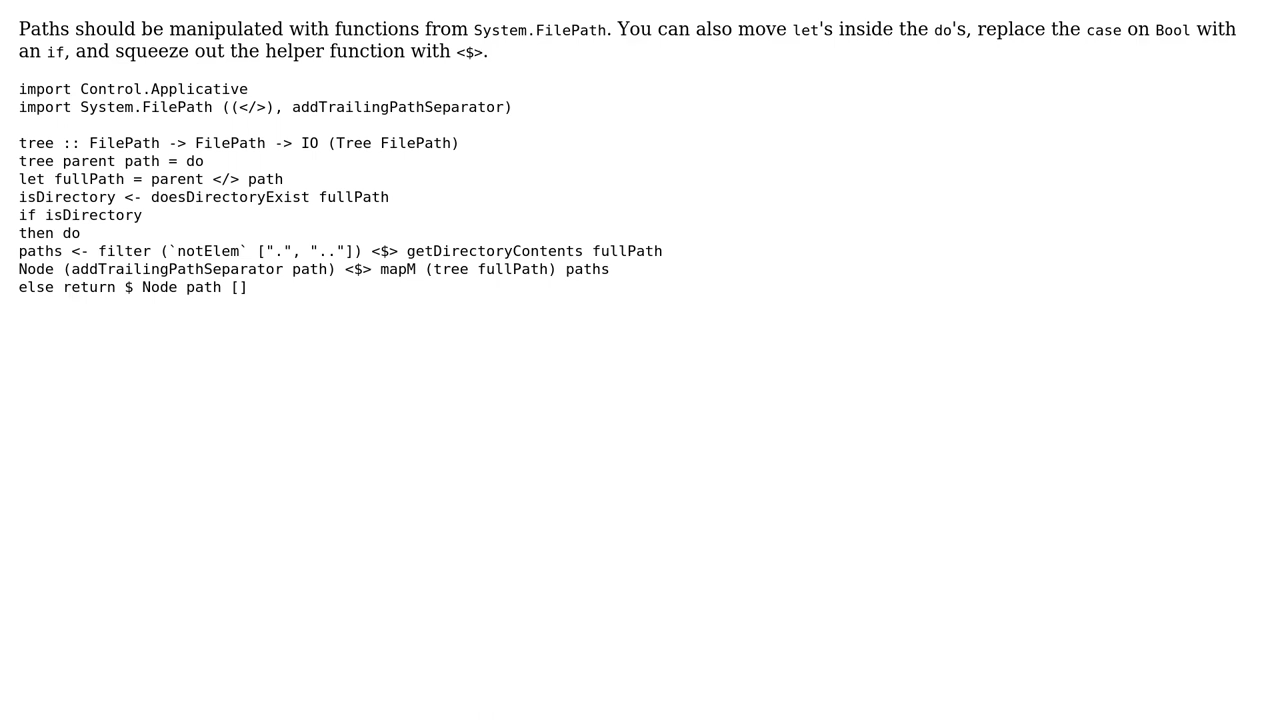 Paths should be manipulated with functions from System.FilePath. You can also move let's inside the do's, replace the case on Bool with
an if, and squeeze out the helper function with <$>.
import Control.Applicative
import System.FilePath ((</>), addTrailingPathSeparator)
tree :: FilePath -> FilePath -> IO (Tree FilePath)
tree parent path = do
let fullPath = parent </> path
isDirectory <- doesDirectoryExist fullPath
if isDirectory
then do
paths <- filter (`notElem` [".", ".."]) <$> getDirectoryContents fullPath
Node (addTrailingPathSeparator path) <$> mapM (tree fullPath) paths
else return $ Node path []